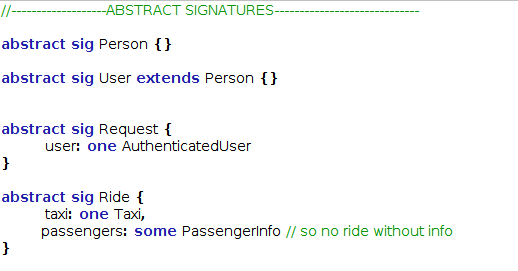 //---------------------ABSTRACT SIGNATURES--------------------------------
abstract sig Person {}
abstract sig User extends Person {}
abstract sig Request {
user: one AuthenticatedUser
}
abstract sig Ride {
taxi: one Taxi,
passengers: some PassengerInfo // so no ride without info
}